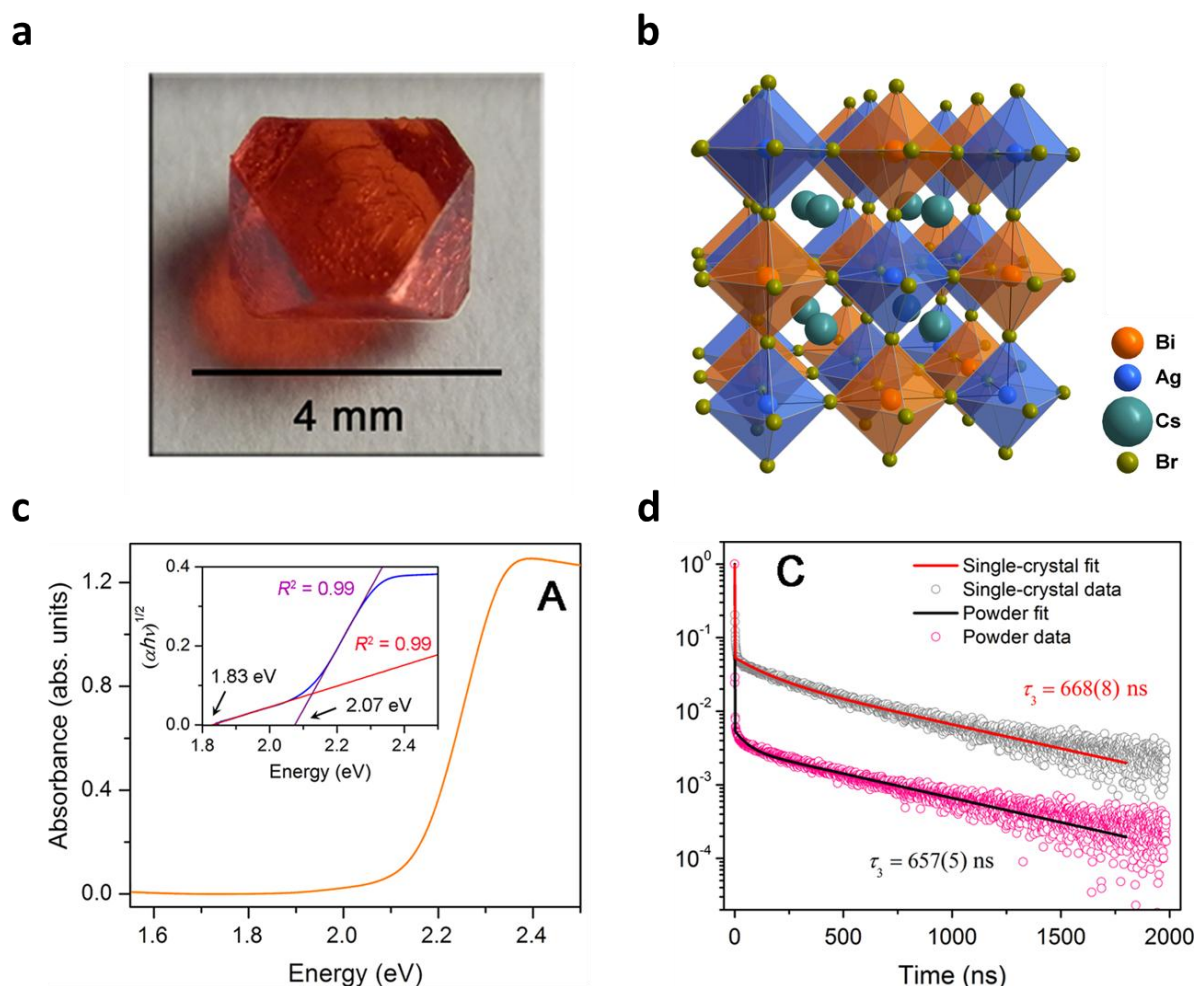 a
4 mm
b
Bi
Ag
Cs
Br
c
A
Absorbance (abs. units)
1.2
0.8
0.4
0.0
1.6
1.8
2.0
2.2
2.4
Energy (eV)
(αhν)1/2
0.4
0.2
0.0
R2 = 0.99
R2 = 0.99
1.83 eV
2.07 eV
1.8
2.0
2.2
2.4
Energy (eV)
d
C
Single-crystal fit
Single-crystal data
Powder fit
Powder data
τ3 = 668(8) ns
τ3 = 657(5) ns
100
10-1
10-2
10-3
10-4
0
500
1000
1500
2000
Time (ns)